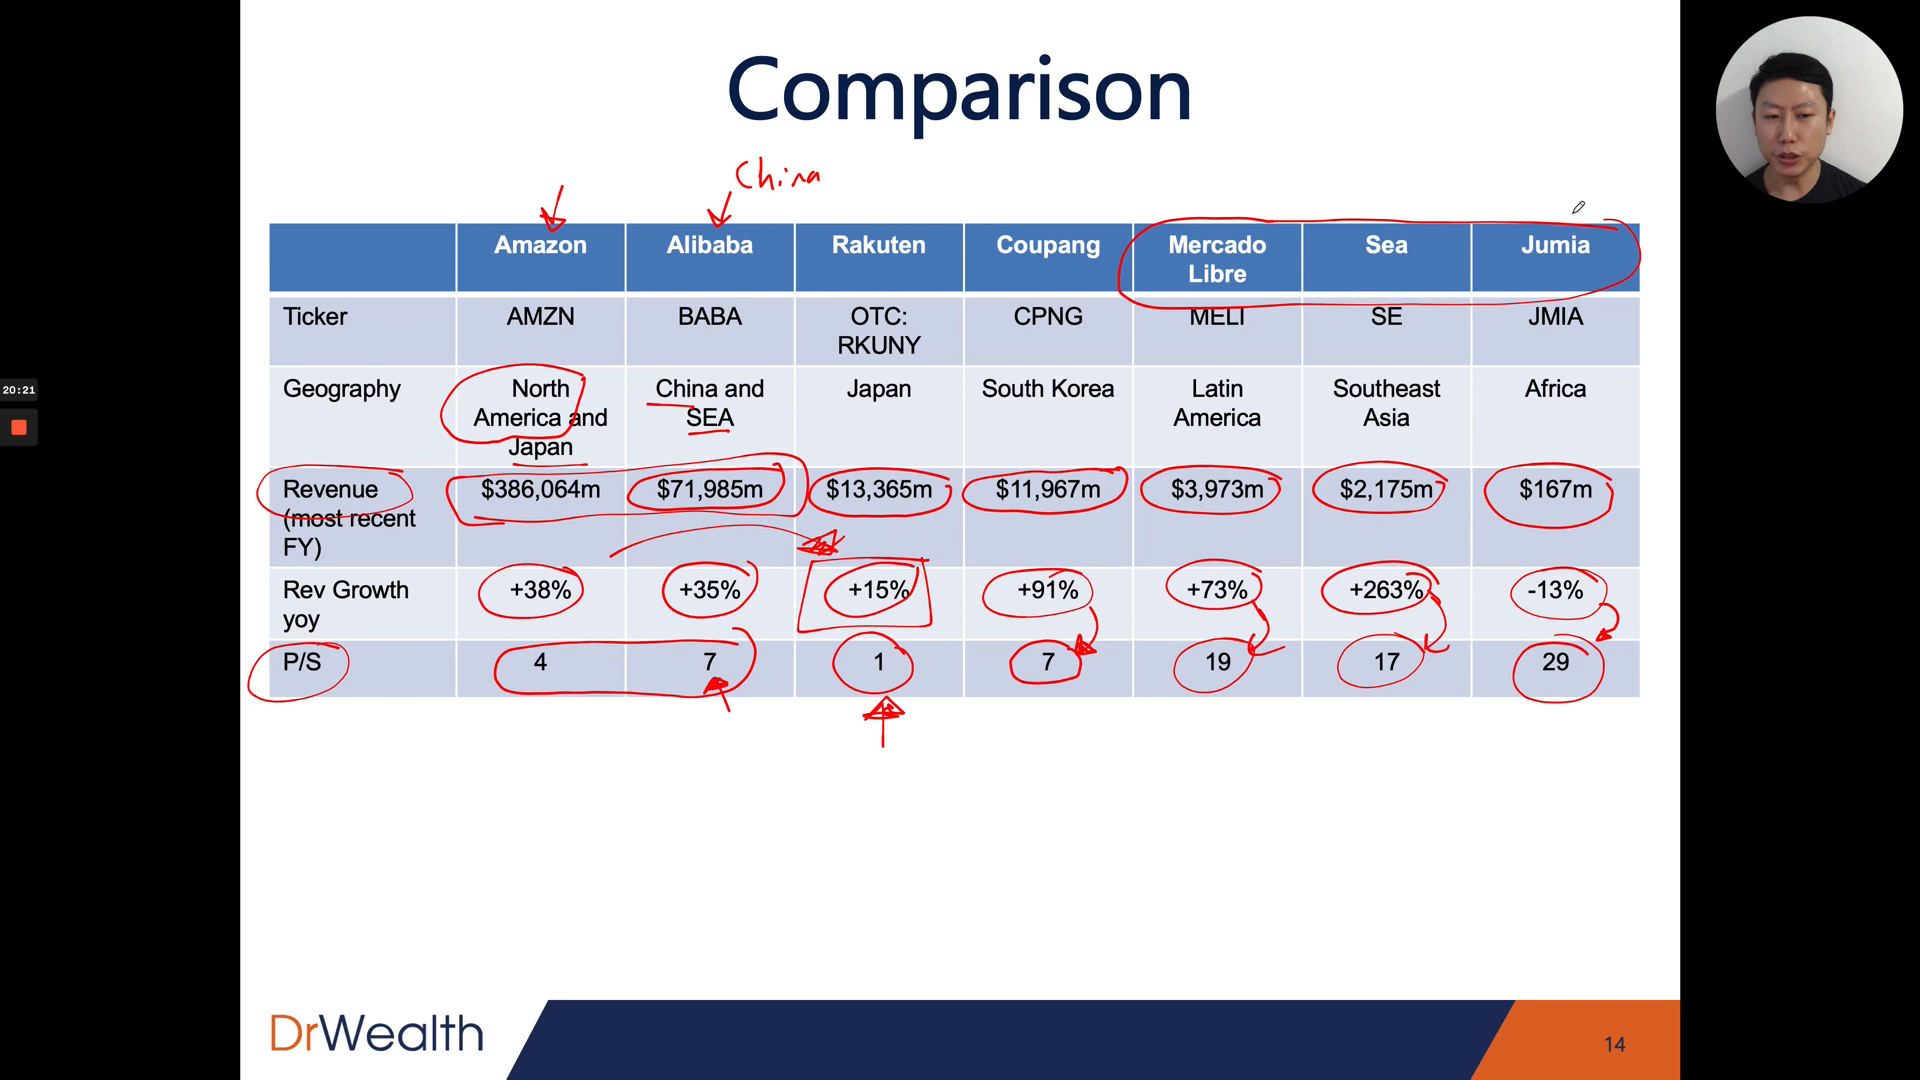 Comparison
China
Amazon Alibaba Rakuten Coupang Mercado Libre Sea Jumia
Ticker AMZN BABA OTC: RKUNY CPNG MELI SE JMIA
Geography North America and Japan China and SEA Japan South Korea Latin America Southeast Asia Africa
Revenue (most recent FY) $386,064m $71,985m $13,365m $11,967m $3,973m $2,175m $167m
Rev Growth yoy +38% +35% +15% +91% +73% +263% -13%
P/S 4 7 1 7 19 17 29
20:21
DrWealth
14